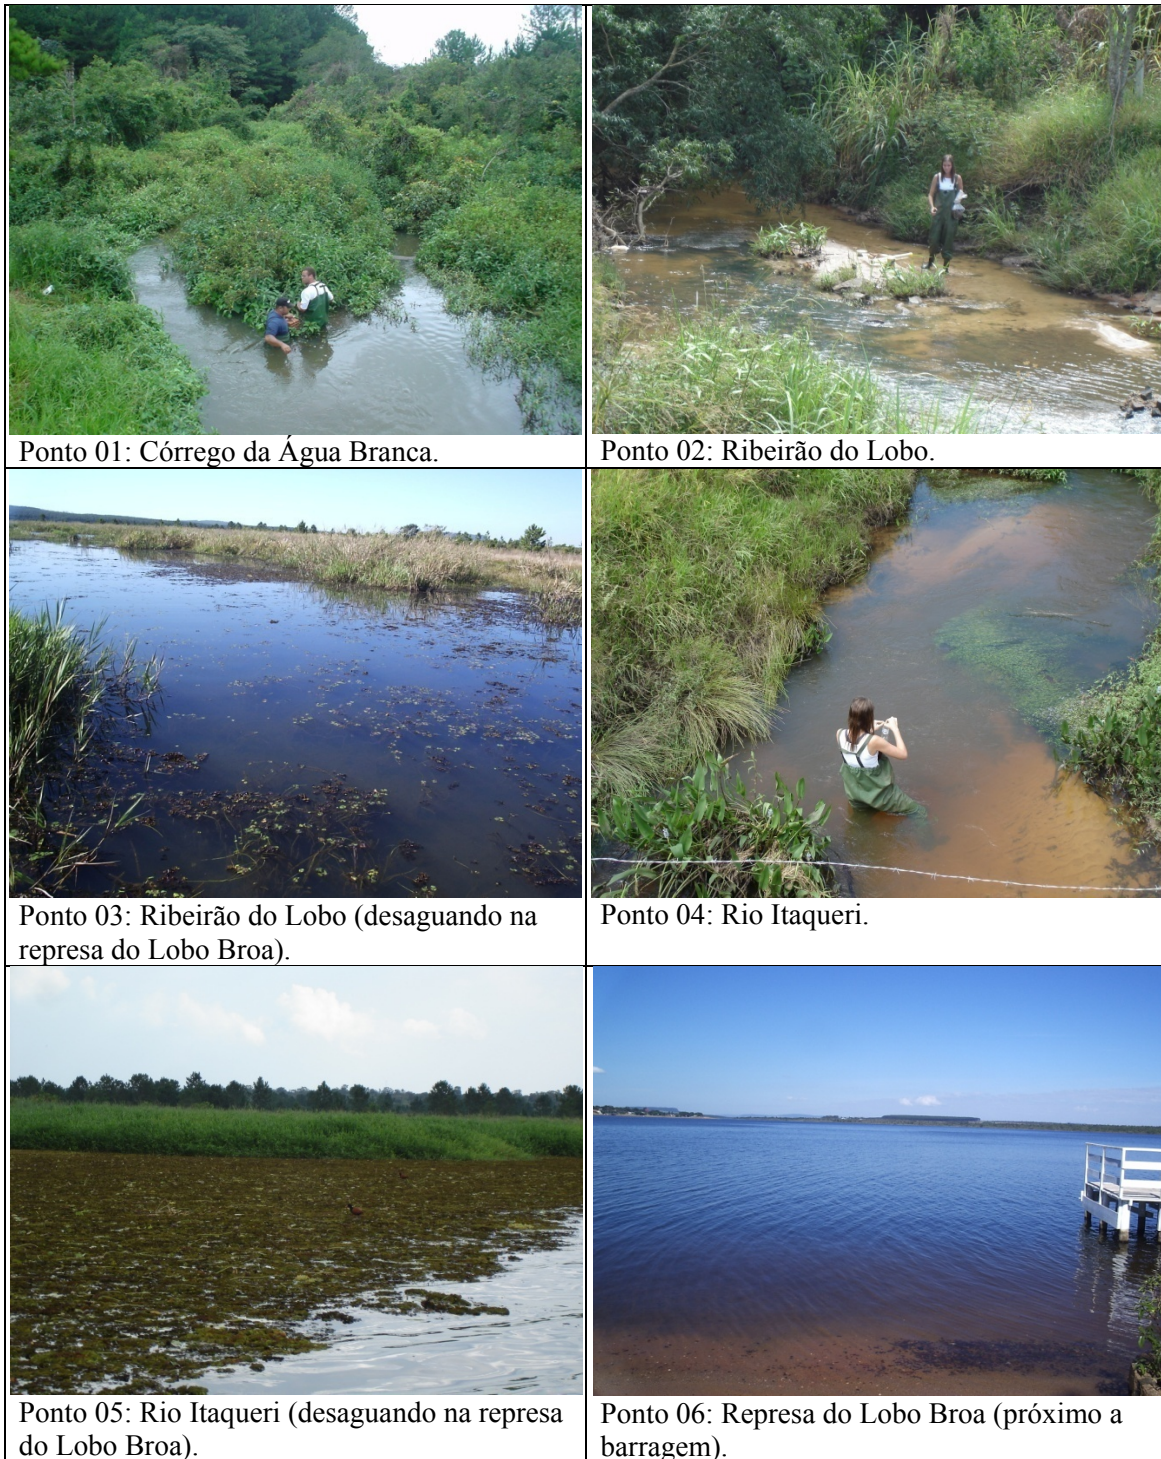 Ponto 01: Córrego da Água Branca.
Ponto 02: Ribeirão do Lobo.
Ponto 03: Ribeirão do Lobo (desaguando na
represa do Lobo Broa).
Ponto 04: Rio Itaqueri.
Ponto 05: Rio Itaqueri (desaguando na represa
do Lobo Broa).
Ponto 06: Represa do Lobo Broa (próximo a
barragem).